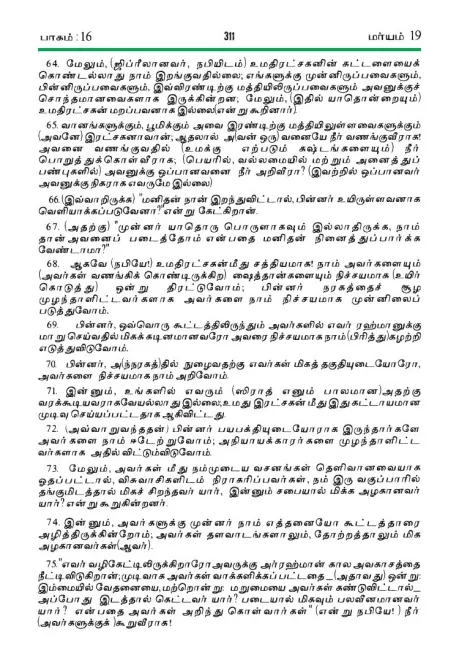 பாகம் : 16 311 மர்யம் 19
64. மேலும், (ஜிப்ரீலானவர், நபியிடம்) உமதிரட்சகனின் கட்டளையைக்
கொண்டல்லாது நாம் இறங்குவதில்லை; எங்களுக்கு முன்னிருப்பவைகளும்,
பின்னிருப்பவைகளும், இவ்விரண்டிற்கு மத்தியிலிருப்பவைகளும் அவனுக்குச்
சொந்தமானவைகளாக இருக்கின்றன, மேலும், (இதில் யாதொன்றையும்)
உமதிரட்சகன் மறப்பவனாக இல்லை(என்று கூறினார்).
65. வானங்களுக்கும், பூமிக்கும் அவை இரண்டிற்கு மத்தியிலுள்ளவைகளுக்கும்
(அவனே) இரட்சகனாவான்; ஆதலால் அ(வன் ஒரு)வனையே நீர் வணங்குவீராக!
அவனை வணங்குவதில் (உமக்கு ஏற்படும் கஷ்டங்களையும்) நீர்
பொறுத்துக்கொள்வீராக; (பெயரில், வல்லமையில் மற்றும் அனைத்துப்
பண்புகளில்) அவனுக்கு ஒப்பானவனை நீர் அறிவீரா? (இவற்றில் ஒப்பானவர்
அவனுக்கு நிகராக எவருமே இல்லை)
66.(இவ்வாறிருக்க) "மனிதன் நான் இறந்துவிட்டால், பின்னர் உயிருள்ளவனாக
வெளியாக்கப்படுவேனா?" என்று கேட்கிறான்.
67. (அதற்கு) "முன்னர் யாதொரு பொருளாகவும் இல்லாதிருக்க, நாம்
தான் அவனைப் படைத்தோம் என்பதை மனிதன் நினைத்துப்பார்க்க
வேண்டாமா?"
68. ஆகவே (நபியே!) உமதிரட்சகன்மீது சத்தியமாக! நாம் அவர்களையும்
(அவர்கள் வணங்கிக் கொண்டிருக்கிற) ஷைத்தான்களையும் நிச்சயமாக (உயிர்
கொடுத்து) ஒன்று திரட்டுவோம்; பின்னர் நரகத்தைச் சூழ
முழந்தாளிட்டவர்களாக அவர்களை நாம் நிச்சயமாக முன்னிலைப்
படுத்துவோம்.
69. பின்னர், ஒவ்வொரு கூட்டத்திலிருந்தும் அவர்களில் எவர் ரஹ்மானுக்கு
மாறுசெய்வதில் மிகக்கடினமானவரோ அவரை நிச்சயமாக நாம் (பிரித்து)கழற்றி
எடுத்துவிடுவோம்.
70. பின்னர், அ(ந்நரகத்)தில் நுழைவதற்கு எவர்கள் மிகத் தகுதியுடையோரோ,
அவர்களை நிச்சயமாக நாம் அறிவோம்.
71. இன்னும், உங்களில் எவரும் (ஸிராத் எனும் பாலமான)அதற்கு
வரக்கூடியவராகவேயல்லாது இல்லை; உமது இரட்சகன் மீது இது கட்டாயமான
முடிவு செய்யப்பட்டதாக ஆகிவிட்டது.
72. (அவ்வாறு வந்ததன்) பின்னர் பயபக்தியுடையோராக இருந்தார்களே
அவர்களை நாம் ஈடேற்றுவோம்; அநியாயக்காரர்களை முழந்தாளிட்ட
வர்களாக அதில் விட்டும்விடுவோம்.
73. மேலும், அவர்கள் மீது நம்முடைய வசனங்கள் தெளிவானவையாக
ஓதப்பட்டால், விசுவாசிகளிடம் நிராகரிப்பவர்கள், நம் இரு வகுப்பாரில்
தங்குமிடத்தால் மிகச் சிறந்தவர் யார், இன்னும் சபையால் மிக்க அழகானவர்
யார்? என்று கூறுகின்றனர்.
74. இன்னும், அவர்களுக்கு முன்னர் நாம் எத்தனையோ கூட்டத்தாரை
அழித்திருக்கின்றோம்; அவர்கள் தளவாடங்களாலும், தோற்றத்தாலும் மிக
அழகானவர்கள்(ஆவர்).
75."எவர் வழிகேட்டிலிருக்கிறாரோ அவருக்கு அர்ரஹ்மான் கால அவகாசத்தை
நீட்டிவிடுகிறான்; முடிவாக அவர்கள் வாக்களிக்கப்பட்டதை _ (அதாவது) ஒன்று:
இம்மையில் வேதனையை, மற்றொன்று: மறுமையை அவர்கள் கண்டுவிட்டால் _
அப்போது இடத்தால் கெட்டவர் யார்? படையால் மிகவும் பலவீனமானவர்
யார்? என்பதை அவர்கள் அறிந்து கொள்வார்கள்" (என்று நபியே!) நீர்
(அவர்களுக்குக்) கூறுவீராக!